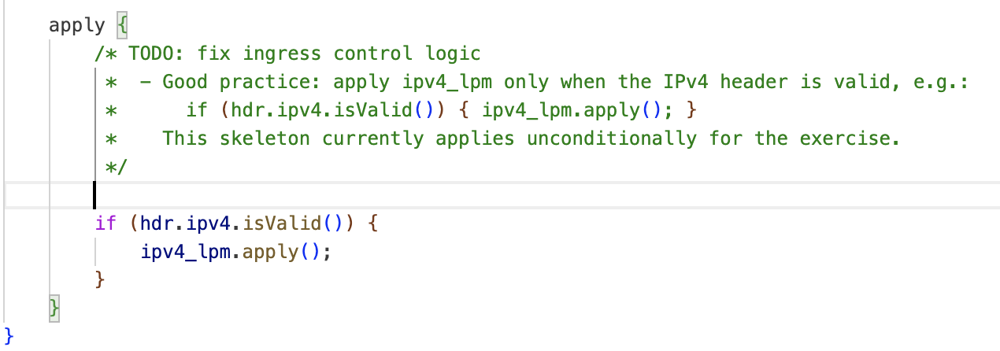 apply {
/* TODO: fix ingress control logic
*  - Good practice: apply ipv4_lpm only when the IPv4 header is valid, e.g.:
*      if (hdr.ipv4.isValid()) { ipv4_lpm.apply(); }
*    This skeleton currently applies unconditionally for the exercise.
*/
if (hdr.ipv4.isValid()) {
ipv4_lpm.apply();
}
}
}